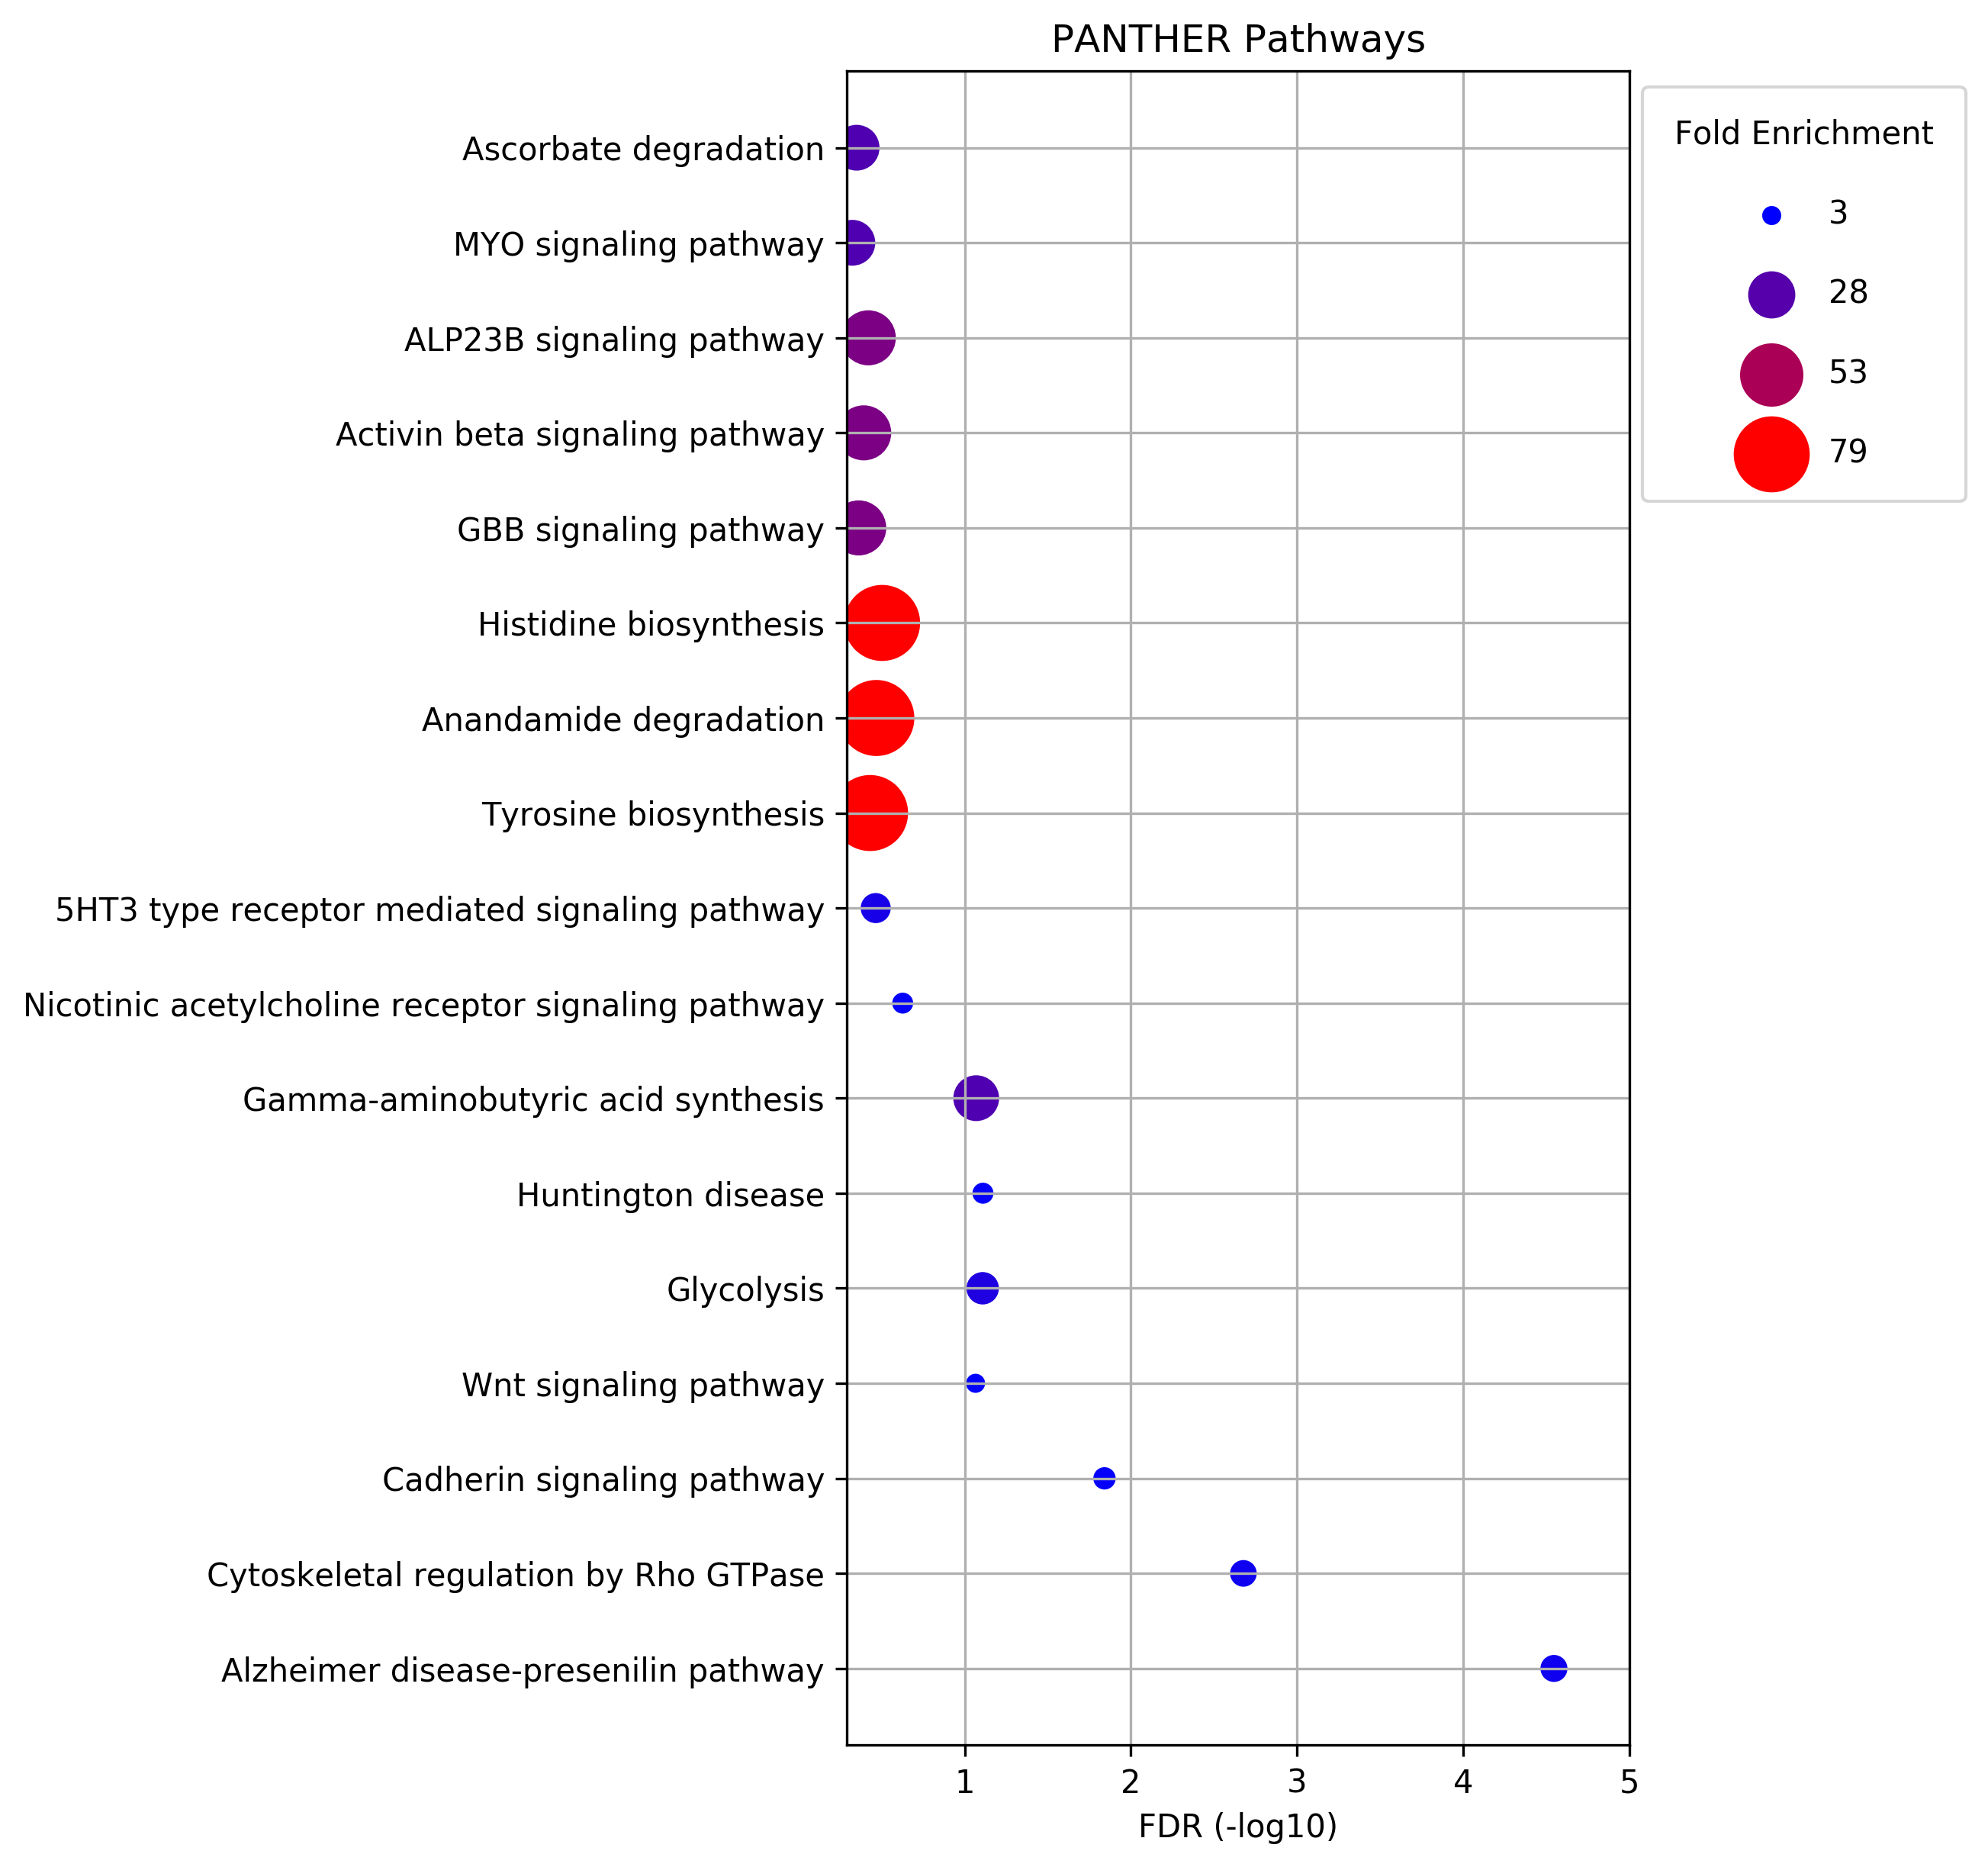 PANTHER Pathways
Ascorbate degradation
MYO signaling pathway
ALP23B signaling pathway
Activin beta signaling pathway
GBB signaling pathway
Histidine biosynthesis
Anandamide degradation
Tyrosine biosynthesis
5HT3 type receptor mediated signaling pathway
Nicotinic acetylcholine receptor signaling pathway
Gamma-aminobutyric acid synthesis
Huntington disease
Glycolysis
Wnt signaling pathway
Cadherin signaling pathway
Cytoskeletal regulation by Rho GTPase
Alzheimer disease-presenilin pathway
1 2 3 4 5
FDR (-log10)
Fold Enrichment
3
28
53
79